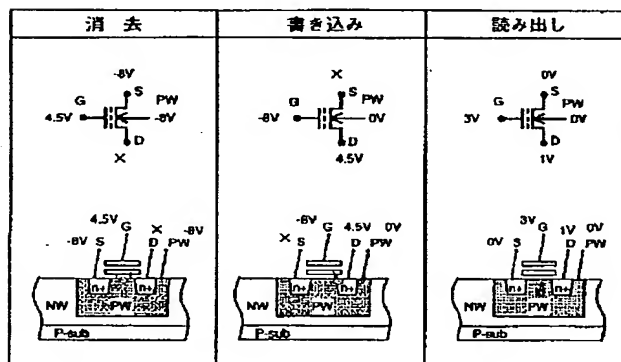 消 去
-8V
S
G PW
4.5V -8V
D
×
4.5V × -8V
-8V S G D PW
n+ n+
NW PW
P-sub
書き込み
×
S
G PW
-8V 0V
D
4.5V
-8V 4.5V 0V
× S G D PW
n+ n+
NW PW
P-sub
読み出し
0V
S
G PW
3V 0V
D
1V
3V 1V 0V
0V S G D PW
n+ n+
NW PW
P-sub